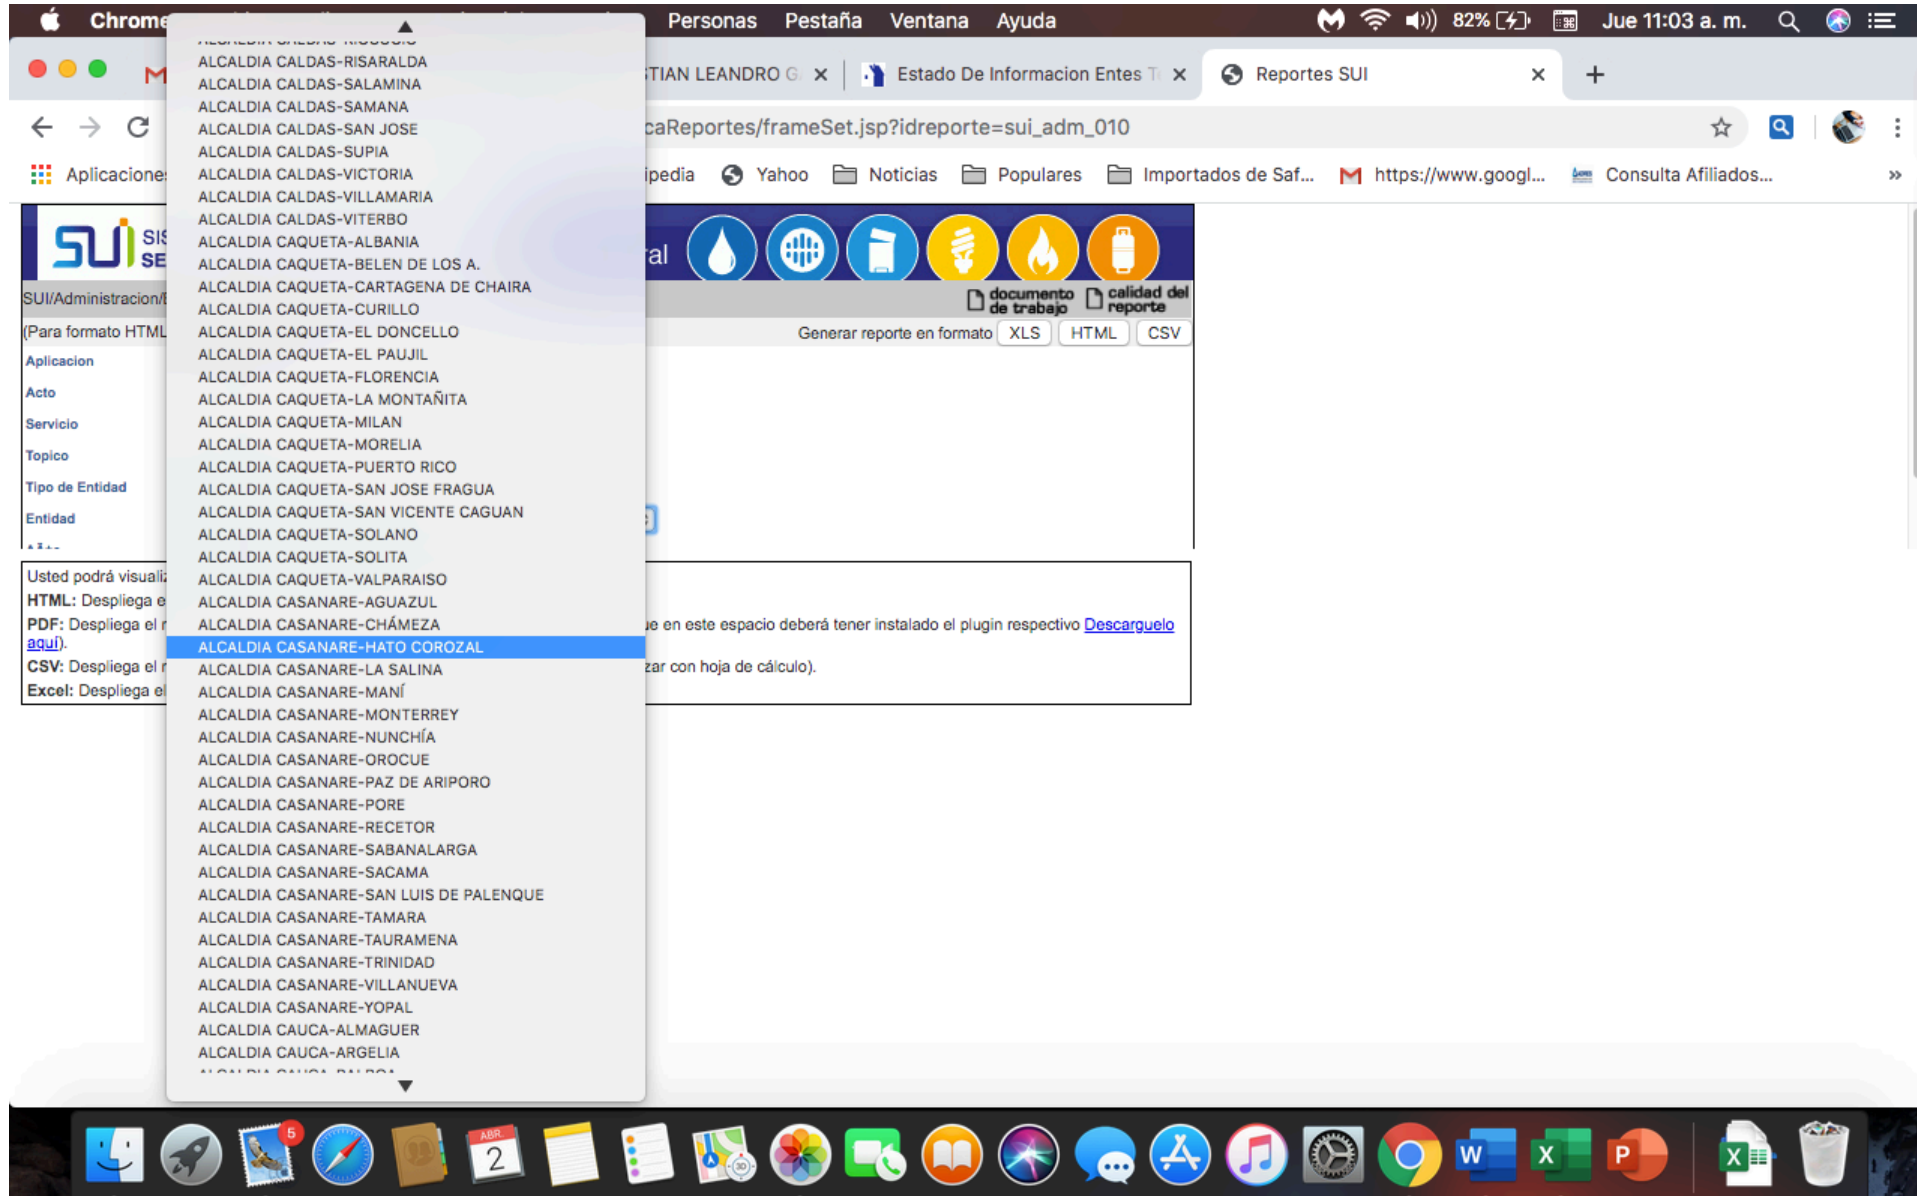 Chrome Personas Pestaña Ventana Ayuda 82% Jue 11:03 a. m.
TIAN LEANDRO G Estado De Informacion Entes T Reportes SUI
caReportes/frameSet.jsp?idreporte=sui_adm_010
Aplicacione ipedia Yahoo Noticias Populares Importados de Saf... https://www.googl... Consulta Afiliados...
ALCALDIA CALDAS-RIOSUCIO
ALCALDIA CALDAS-RISARALDA
ALCALDIA CALDAS-SALAMINA
ALCALDIA CALDAS-SAMANA
ALCALDIA CALDAS-SAN JOSE
ALCALDIA CALDAS-SUPIA
ALCALDIA CALDAS-VICTORIA
ALCALDIA CALDAS-VILLAMARIA
ALCALDIA CALDAS-VITERBO
ALCALDIA CAQUETA-ALBANIA
ALCALDIA CAQUETA-BELEN DE LOS A.
ALCALDIA CAQUETA-CARTAGENA DE CHAIRA
ALCALDIA CAQUETA-CURILLO
ALCALDIA CAQUETA-EL DONCELLO
ALCALDIA CAQUETA-EL PAUJIL
ALCALDIA CAQUETA-FLORENCIA
ALCALDIA CAQUETA-LA MONTAÑITA
ALCALDIA CAQUETA-MILAN
ALCALDIA CAQUETA-MORELIA
ALCALDIA CAQUETA-PUERTO RICO
ALCALDIA CAQUETA-SAN JOSE FRAGUA
ALCALDIA CAQUETA-SAN VICENTE CAGUAN
ALCALDIA CAQUETA-SOLANO
ALCALDIA CAQUETA-SOLITA
ALCALDIA CAQUETA-VALPARAISO
ALCALDIA CASANARE-AGUAZUL
ALCALDIA CASANARE-CHÁMEZA
ALCALDIA CASANARE-HATO COROZAL
ALCALDIA CASANARE-LA SALINA
ALCALDIA CASANARE-MANÍ
ALCALDIA CASANARE-MONTERREY
ALCALDIA CASANARE-NUNCHÍA
ALCALDIA CASANARE-OROCUE
ALCALDIA CASANARE-PAZ DE ARIPORO
ALCALDIA CASANARE-PORE
ALCALDIA CASANARE-RECETOR
ALCALDIA CASANARE-SABANALARGA
ALCALDIA CASANARE-SACAMA
ALCALDIA CASANARE-SAN LUIS DE PALENQUE
ALCALDIA CASANARE-TAMARA
ALCALDIA CASANARE-TAURAMENA
ALCALDIA CASANARE-TRINIDAD
ALCALDIA CASANARE-VILLANUEVA
ALCALDIA CASANARE-YOPAL
ALCALDIA CAUCA-ALMAGUER
ALCALDIA CAUCA-ARGELIA
ALCALDIA CAUCA-BALBOA
sui SIS
SE
ral
SUI/Administracion/
documento de trabajo
calidad del reporte
(Para formato HTML
Generar reporte en formato XLS HTML CSV
Aplicacion
Acto
Servicio
Topico
Tipo de Entidad
Entidad
Usted podrá visuali
HTML: Despliega e
PDF: Despliega el r ue en este espacio deberá tener instalado el plugin respectivo Descarguelo
aquí).
CSV: Despliega el r zar con hoja de cálculo).
Excel: Despliega el
5
ABR.
2
W X P X